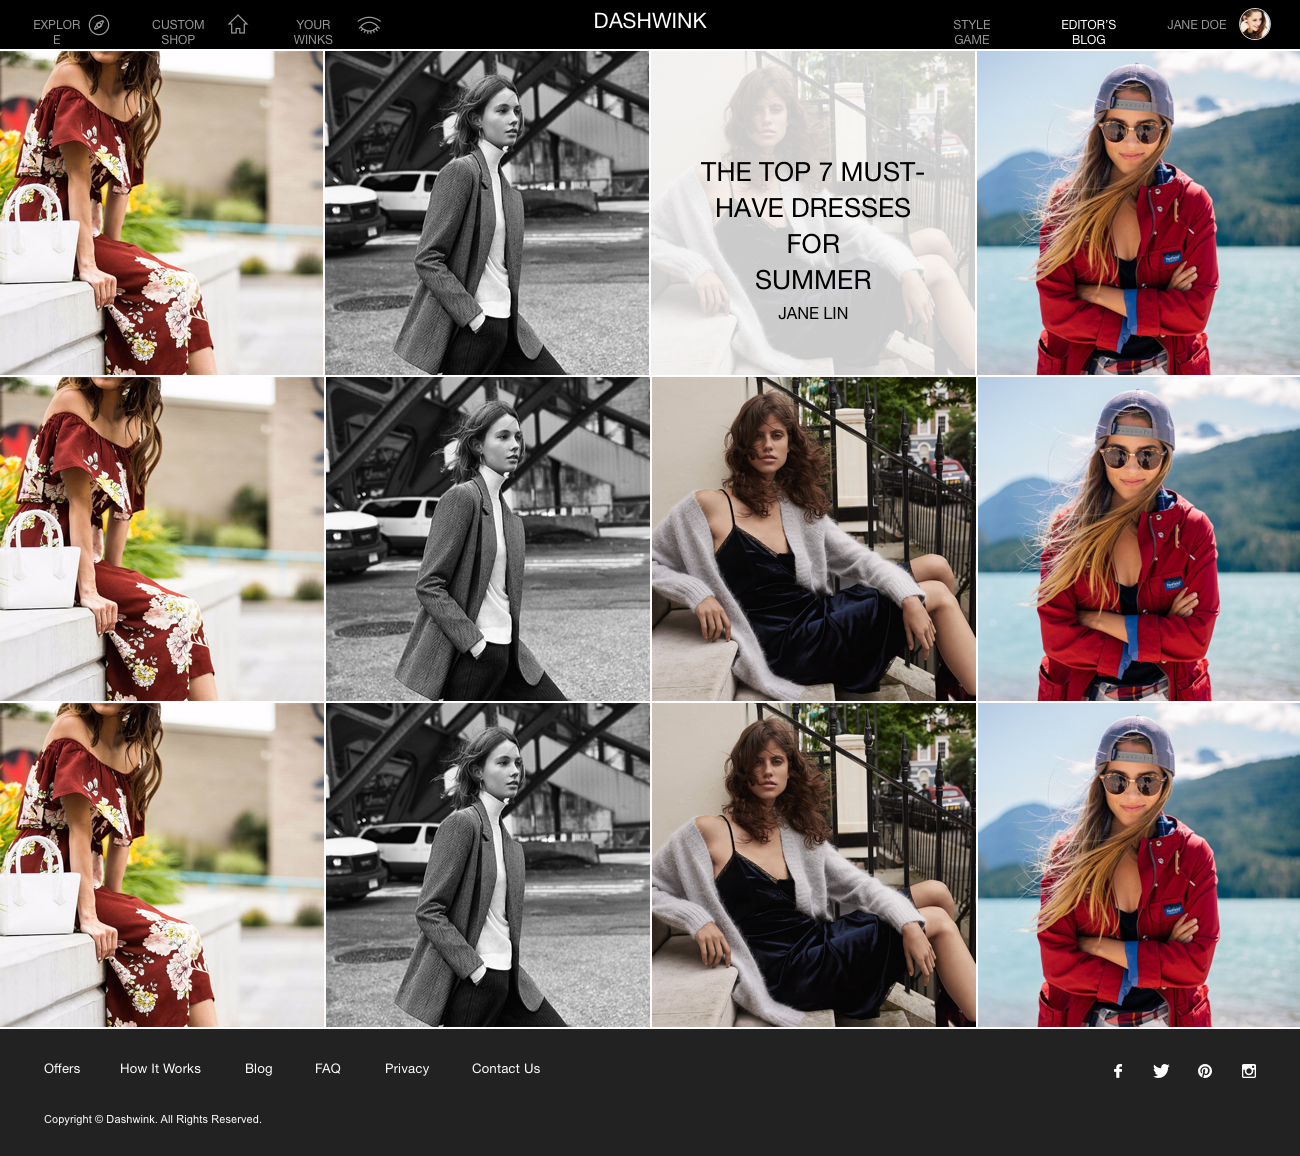 EXPLOR
E
CUSTOM
SHOP
YOUR
WINKS
DASHWINK
STYLE
GAME
EDITOR'S
BLOG
JANE DOE
THE TOP 7 MUST-
HAVE DRESSES
FOR
SUMMER
JANE LIN
Offers
How It Works
Blog
FAQ
Privacy
Contact Us
Copyright © Dashwink. All Rights Reserved.